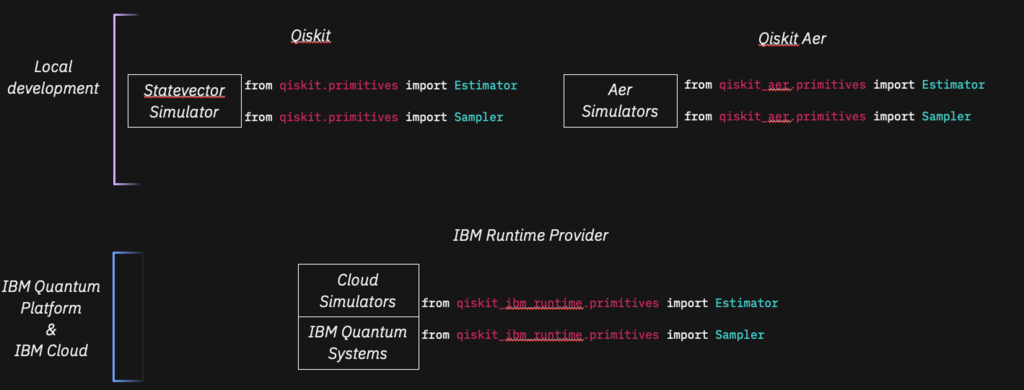 Qiskit
Qiskit Aer
Local
development
Statevector
Simulator
from qiskit.primitives import Estimator
from qiskit.primitives import Sampler
Aer
Simulators
from qiskit_aer.primitives import Estimator
from qiskit_aer.primitives import Sampler
IBM Runtime Provider
IBM Quantum
Platform
&
IBM Cloud
Cloud
Simulators
IBM Quantum
Systems
from qiskit_ibm_runtime.primitives import Estimator
from qiskit_ibm_runtime.primitives import Sampler